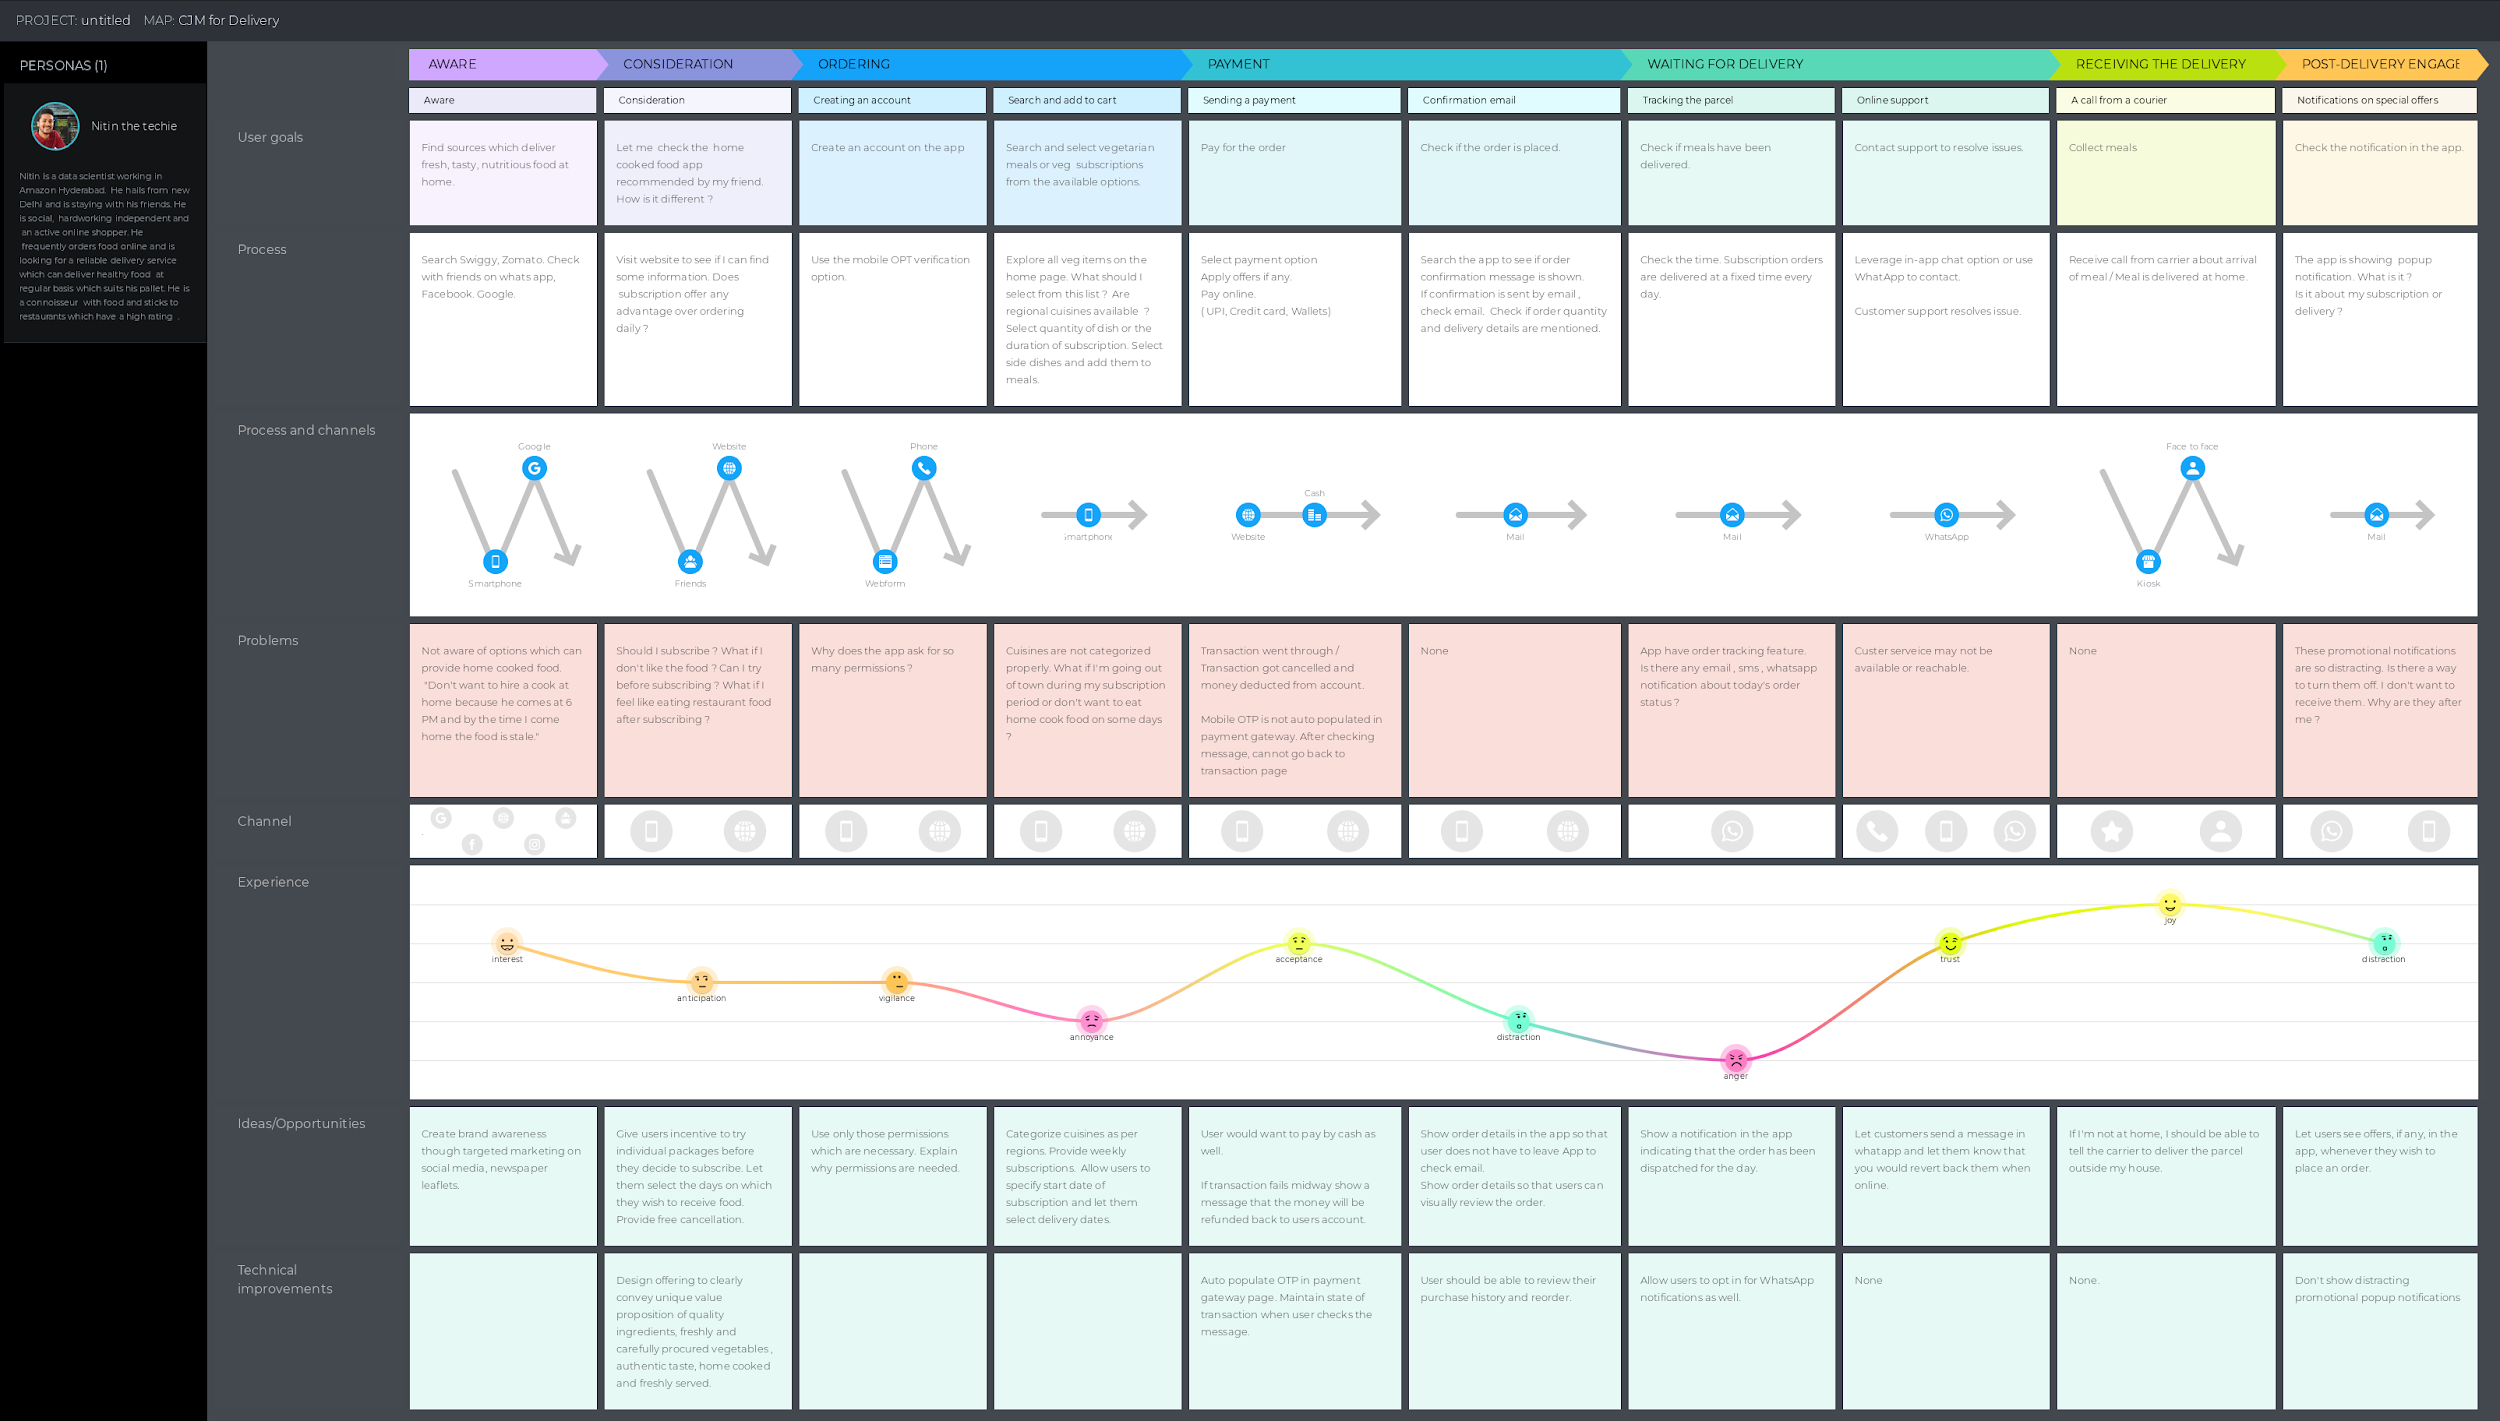 PROJECT: untitled MAP: CJM for Delivery
PERSONAS (1)
Nitin the techie
Nitin is a data scientist working in
Amazon Hyderabad. He hails from new
Delhi and is staying with his friends. He
is social, hardworking independent and
an active online shopper. He
frequently orders food online and is
looking for a reliable delivery service
which can deliver healthy food at
regular basis which suits his pallet. He is
a connoisseur with food and sticks to
restaurants which have a high rating .
AWARE
CONSIDERATION
ORDERING
PAYMENT
WAITING FOR DELIVERY
RECEIVING THE DELIVERY
POST-DELIVERY ENGAGE
Aware
Consideration
Creating an account
Search and add to cart
Sending a payment
Confirmation email
Tracking the parcel
Online support
A call from a courier
Notifications on special offers
User goals
Find sources which deliver
fresh, tasty, nutritious food at
home.
Let me check the home
cooked food app
recommended by my friend.
How is it different ?
Create an account on the app
Search and select vegetarian
meals or veg subscriptions
from the available options.
Pay for the order
Check if the order is placed.
Check if meals have been
delivered.
Contact support to resolve issues.
Collect meals
Check the notification in the app.
Process
Search Swiggy, Zomato. Check
with friends on whats app,
Facebook. Google.
Visit website to see if I can find
some information. Does
subscription offer any
advantage over ordering
daily ?
Use the mobile OPT verification
option.
Explore all veg items on the
home page. What should I
select from this list ? Are
regional cuisines available ?
Select quantity of dish or the
duration of subscription. Select
side dishes and add them to
meals.
Select payment option
Apply offers if any.
Pay online.
( UPI, Credit card, Wallets)
Search the app to see if order
confirmation message is shown.
If confirmation is sent by email ,
check email. Check if order quantity
and delivery details are mentioned.
Check the time. Subscription orders
are delivered at a fixed time every
day.
Leverage in-app chat option or use
WhatApp to contact.
Customer support resolves issue.
Receive call from carrier about arrival
of meal / Meal is delivered at home.
The app is showing popup
notification. What is it ?
Is it about my subscription or
delivery ?
Process and channels
Google
Smartphone
Website
Friends
Phone
Webform
martphone
Website
Cash
Mail
Mail
WhatsApp
Face to face
Kiosk
Mail
Problems
Not aware of options which can
provide home cooked food.
"Don't want to hire a cook at
home because he comes at 6
PM and by the time I come
home the food is stale."
Should I subscribe ? What if I
don't like the food ? Can I try
before subscribing ? What if I
feel like eating restaurant food
after subscribing ?
Why does the app ask for so
many permissions ?
Cuisines are not categorized
properly. What if I'm going out
of town during my subscription
period or don't want to eat
home cook food on some days
?
Transaction went through /
Transaction got cancelled and
money deducted from account.
Mobile OTP is not auto populated in
payment gateway. After checking
message, cannot go back to
transaction page
None
App have order tracking feature.
Is there any email , sms , whatsapp
notification about today's order
status ?
Custer serveice may not be
available or reachable.
None
These promotional notifications
are so distracting. Is there a way
to turn them off. I don't want to
receive them. Why are they after
me ?
Channel
Experience
interest
anticipation
vigilance
annoyance
acceptance
distraction
anger
trust
joy
distraction
Ideas/Opportunities
Create brand awareness
though targeted marketing on
social media, newspaper
leaflets.
Give users incentive to try
individual packages before
they decide to subscribe. Let
them select the days on which
they wish to receive food.
Provide free cancellation.
Use only those permissions
which are necessary. Explain
why permissions are needed.
Categorize cuisines as per
regions. Provide weekly
subscriptions. Allow users to
specify start date of
subscription and let them
select delivery dates.
User would want to pay by cash as
well.
If transaction fails midway show a
message that the money will be
refunded back to users account.
Show order details in the app so that
user does not have to leave App to
check email.
Show order details so that users can
visually review the order.
Show a notification in the app
indicating that the order has been
dispatched for the day.
Let customers send a message in
whatapp and let them know that
you would revert back them when
online.
If I'm not at home, I should be able to
tell the carrier to deliver the parcel
outside my house.
Let users see offers, if any, in the
app, whenever they wish to
place an order.
Technical
improvements
Design offering to clearly
convey unique value
proposition of quality
ingredients, freshly and
carefully procured vegetables ,
authentic taste, home cooked
and freshly served.
Auto populate OTP in payment
gateway page. Maintain state of
transaction when user checks the
message.
User should be able to review their
purchase history and reorder.
Allow users to opt in for WhatsApp
notifications as well.
None
None.
Don't show distracting
promotional popup notifications